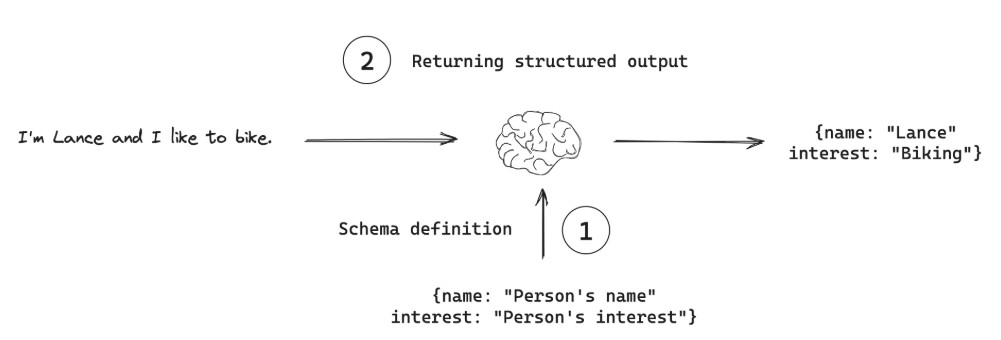 2 Returning structured output
I'm Lance and I like to bike.
{name: "Lance"
interest: "Biking"}
Schema definition 1
{name: "Person's name"
interest: "Person's interest"}